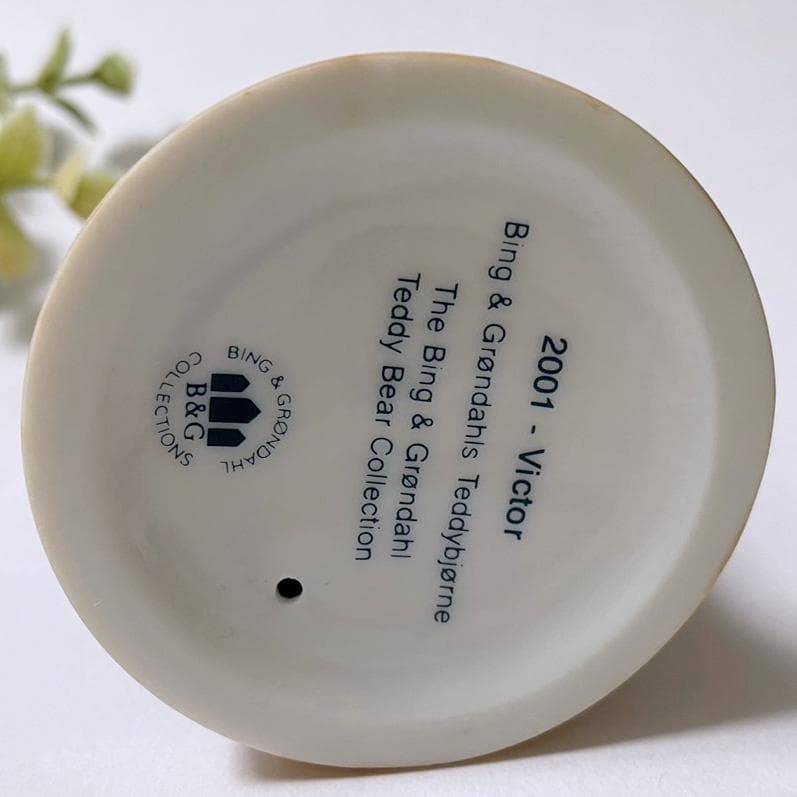 2001 - Victor
Bing & Grøndahls Teddybjørne
The Bing & Grøndahl
Teddy Bear Collection
BING & GRØNDAHL
B&G
COLLECTIONS